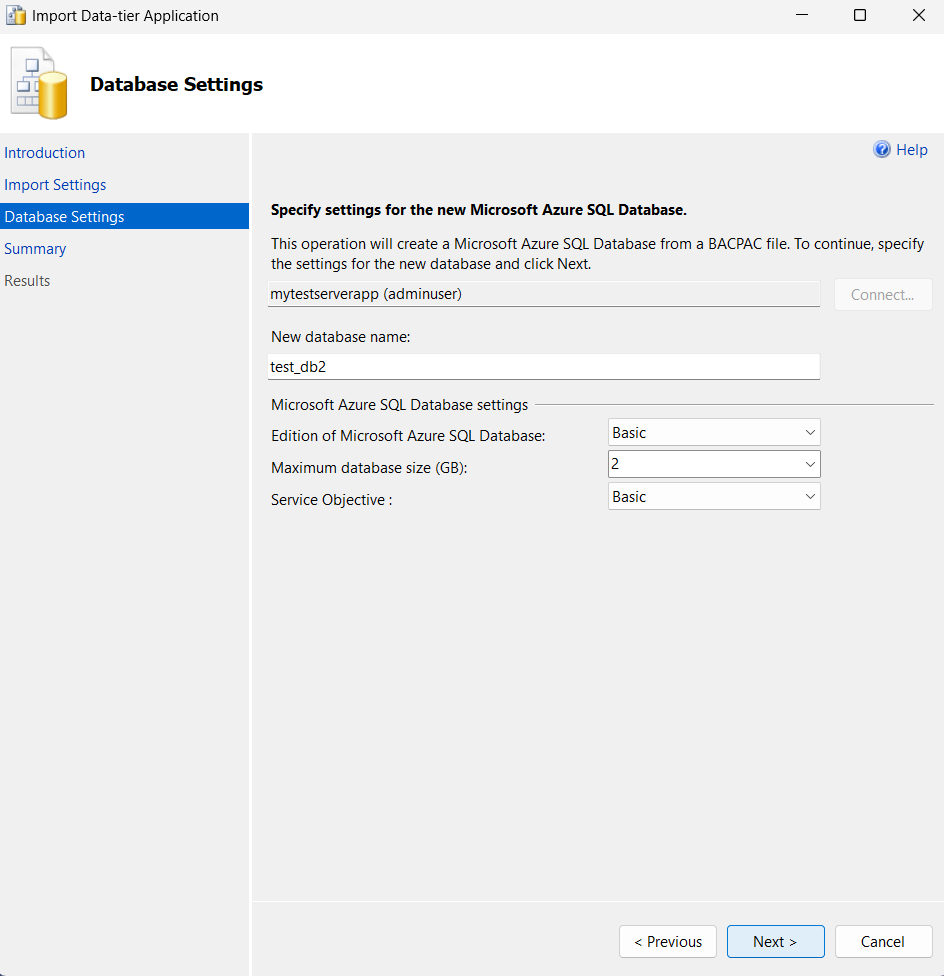 Import Data-tier Application
Database Settings
Introduction
Import Settings
Database Settings
Summary
Results
Help
Specify settings for the new Microsoft Azure SQL Database.
This operation will create a Microsoft Azure SQL Database from a BACPAC file. To continue, specify
the settings for the new database and click Next.
mytestserverapp (adminuser)
Connect...
New database name:
test_db2
Microsoft Azure SQL Database settings
Edition of Microsoft Azure SQL Database: Basic
Maximum database size (GB): 2
Service Objective : Basic
< Previous Next > Cancel